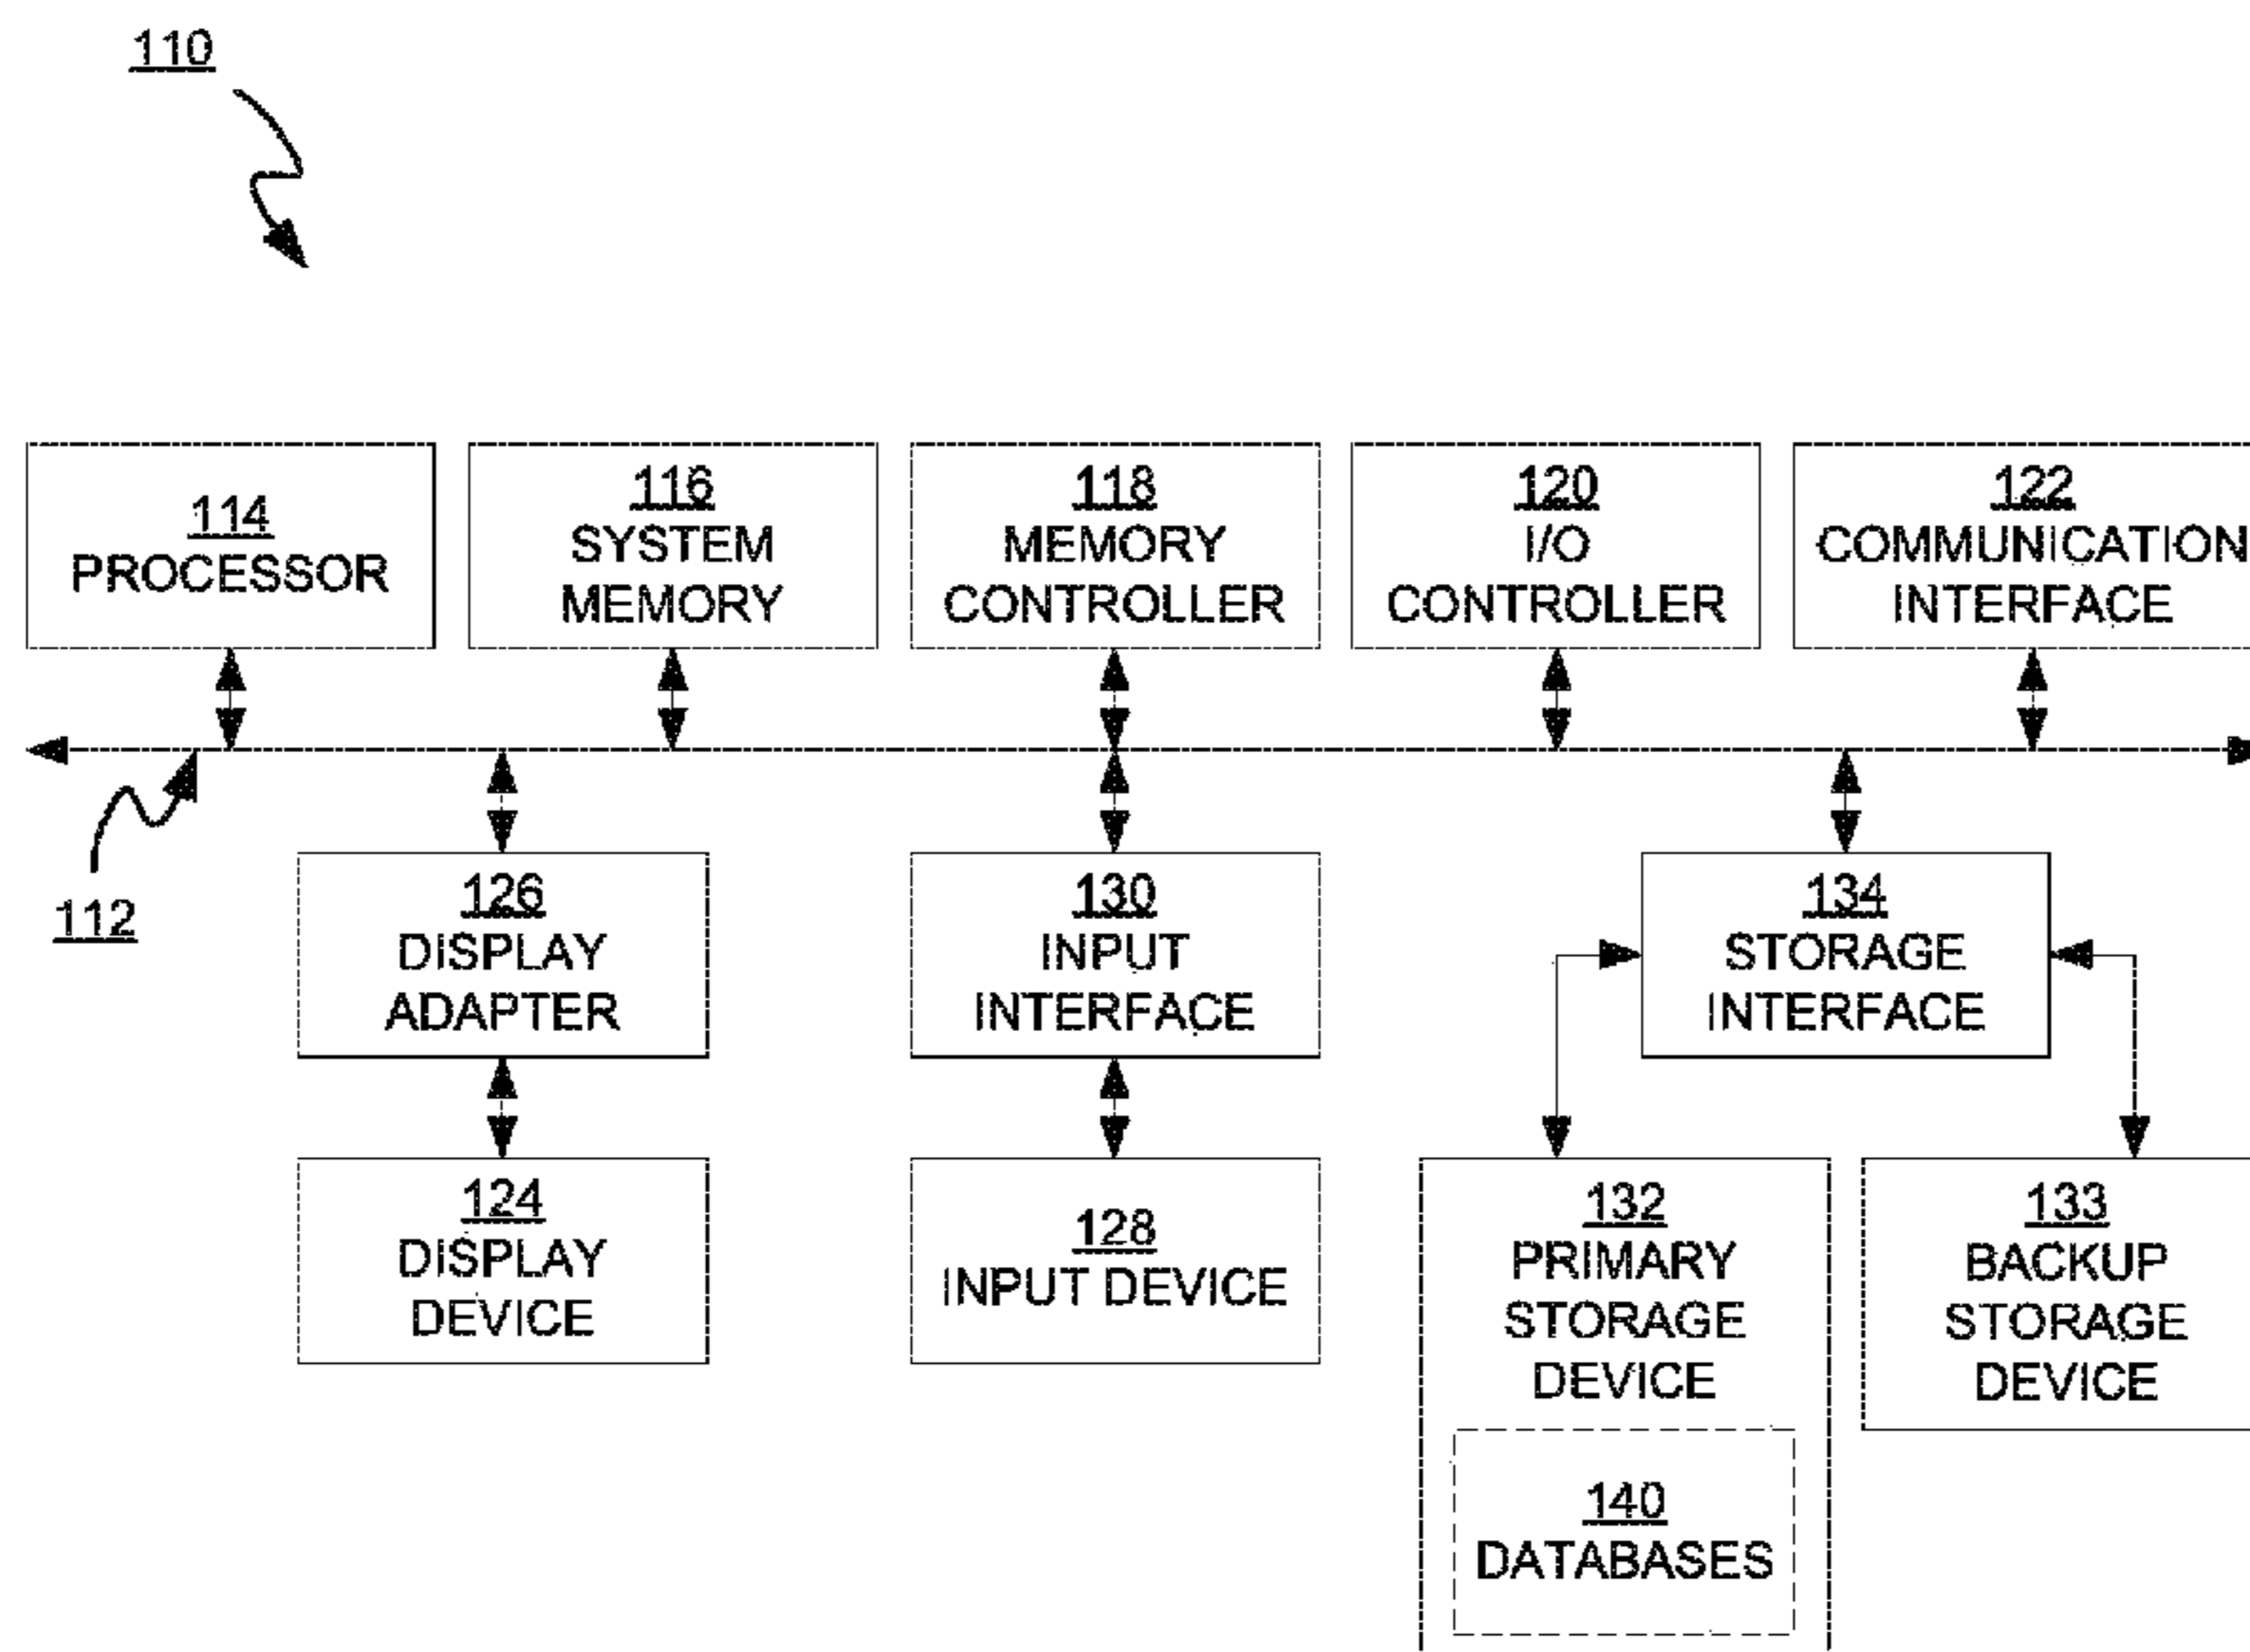 110
114
PROCESSOR
116
SYSTEM
MEMORY
118
MEMORY
CONTROLLER
120
I/O
CONTROLLER
122
COMMUNICATION
INTERFACE
112
126
DISPLAY
ADAPTER
130
INPUT
INTERFACE
134
STORAGE
INTERFACE
124
DISPLAY
DEVICE
128
INPUT DEVICE
132
PRIMARY
STORAGE
DEVICE
133
BACKUP
STORAGE
DEVICE
140
DATABASES